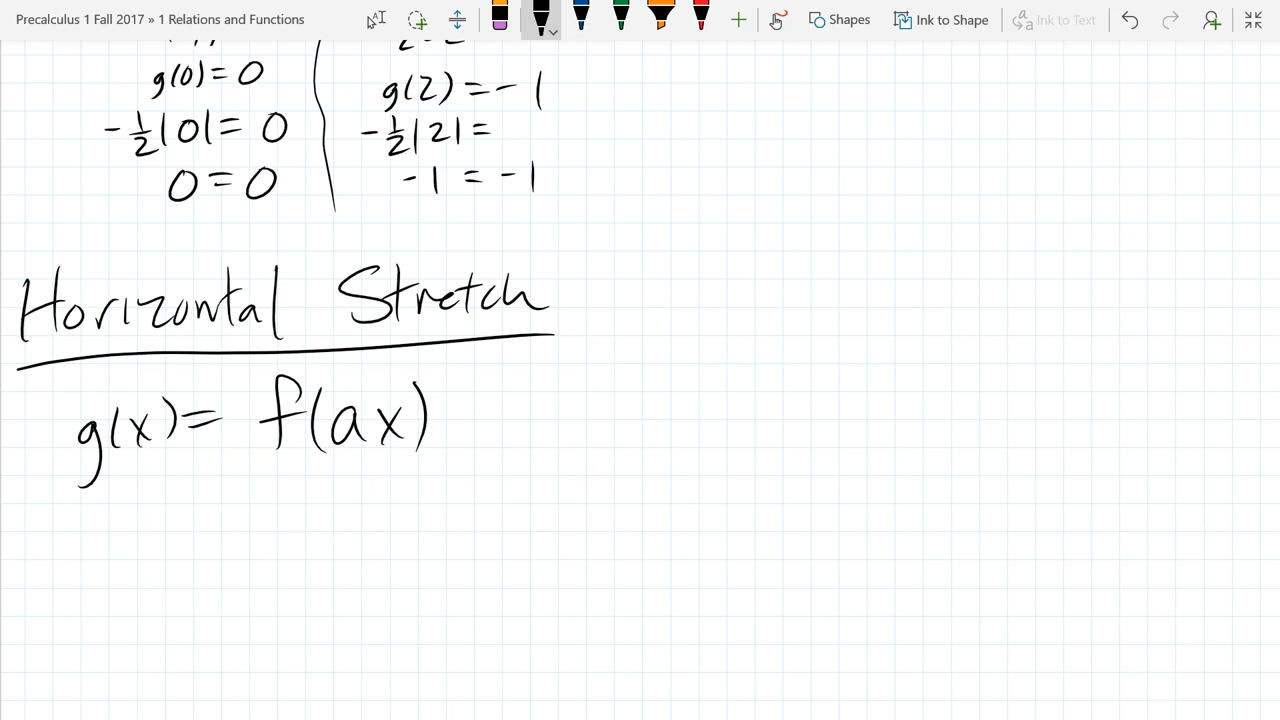 Precalculus 1 Fall 2017 » 1 Relations and Functions
Shapes
Ink to Shape
Ink to Text
g(0) = 0
-1/2|0| = 0
0 = 0
g(2) = -1
-1/2|2| =
-1 = -1
Horizontal Stretch
g(x) = f(ax)